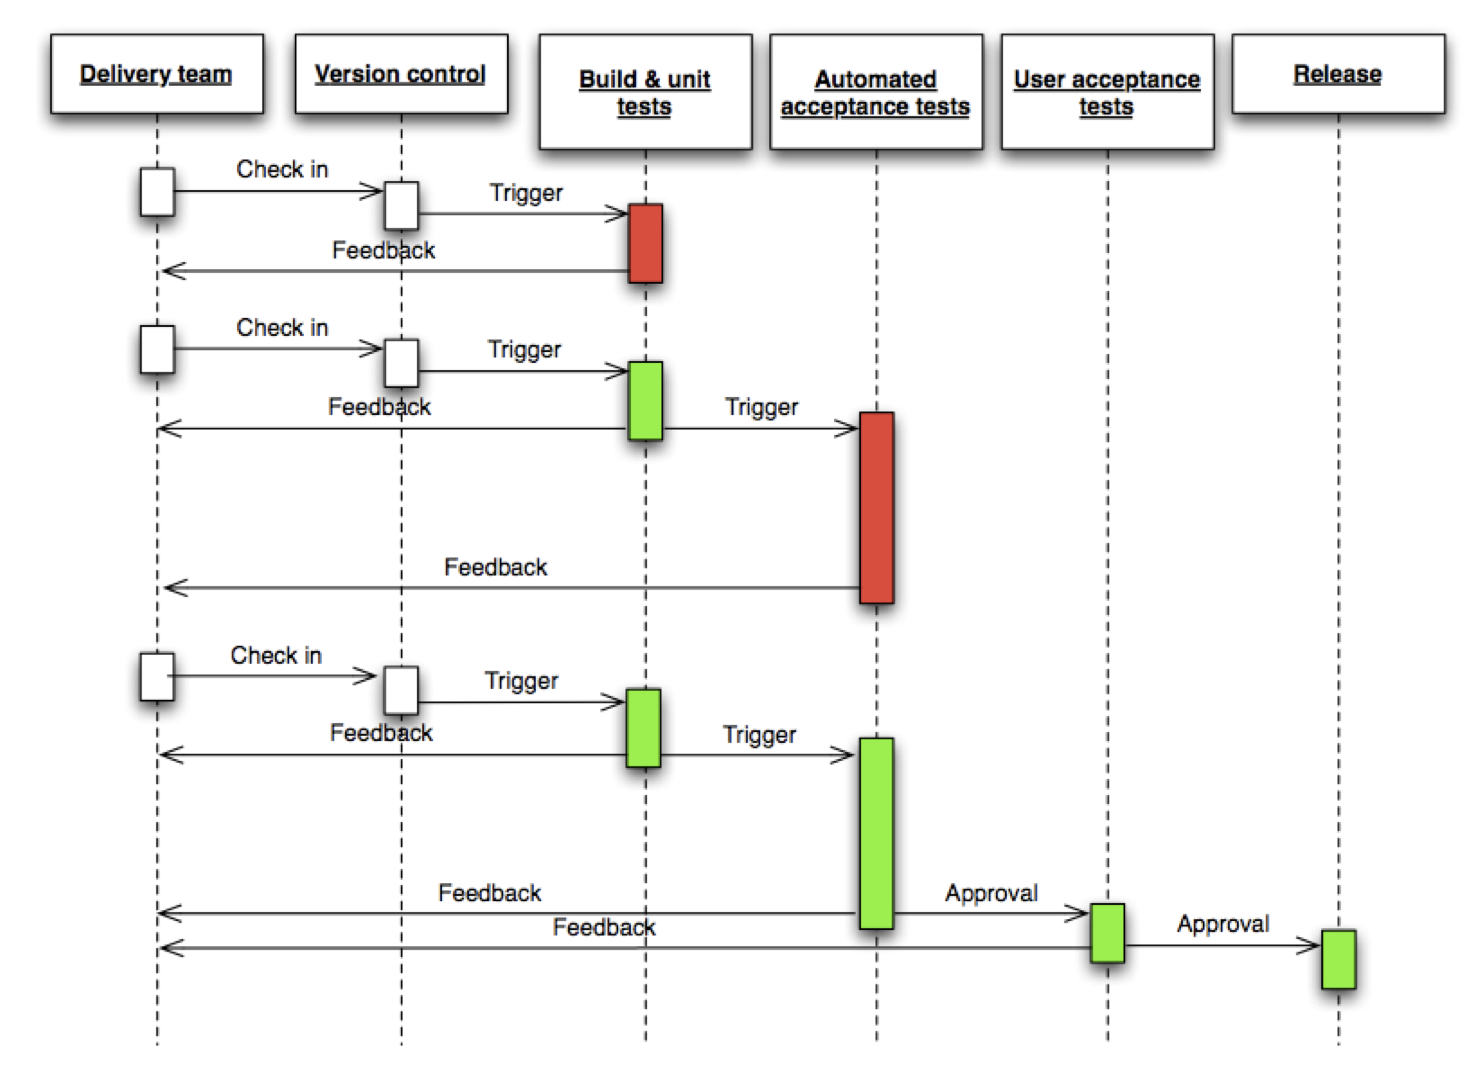 Delivery team
Version control
Build & unit
tests
Automated
acceptance tests
User acceptance
tests
Release
Check in
Trigger
Feedback
Check in
Trigger
Feedback
Trigger
Feedback
Check in
Trigger
Feedback
Trigger
Feedback
Approval
Feedback
Approval